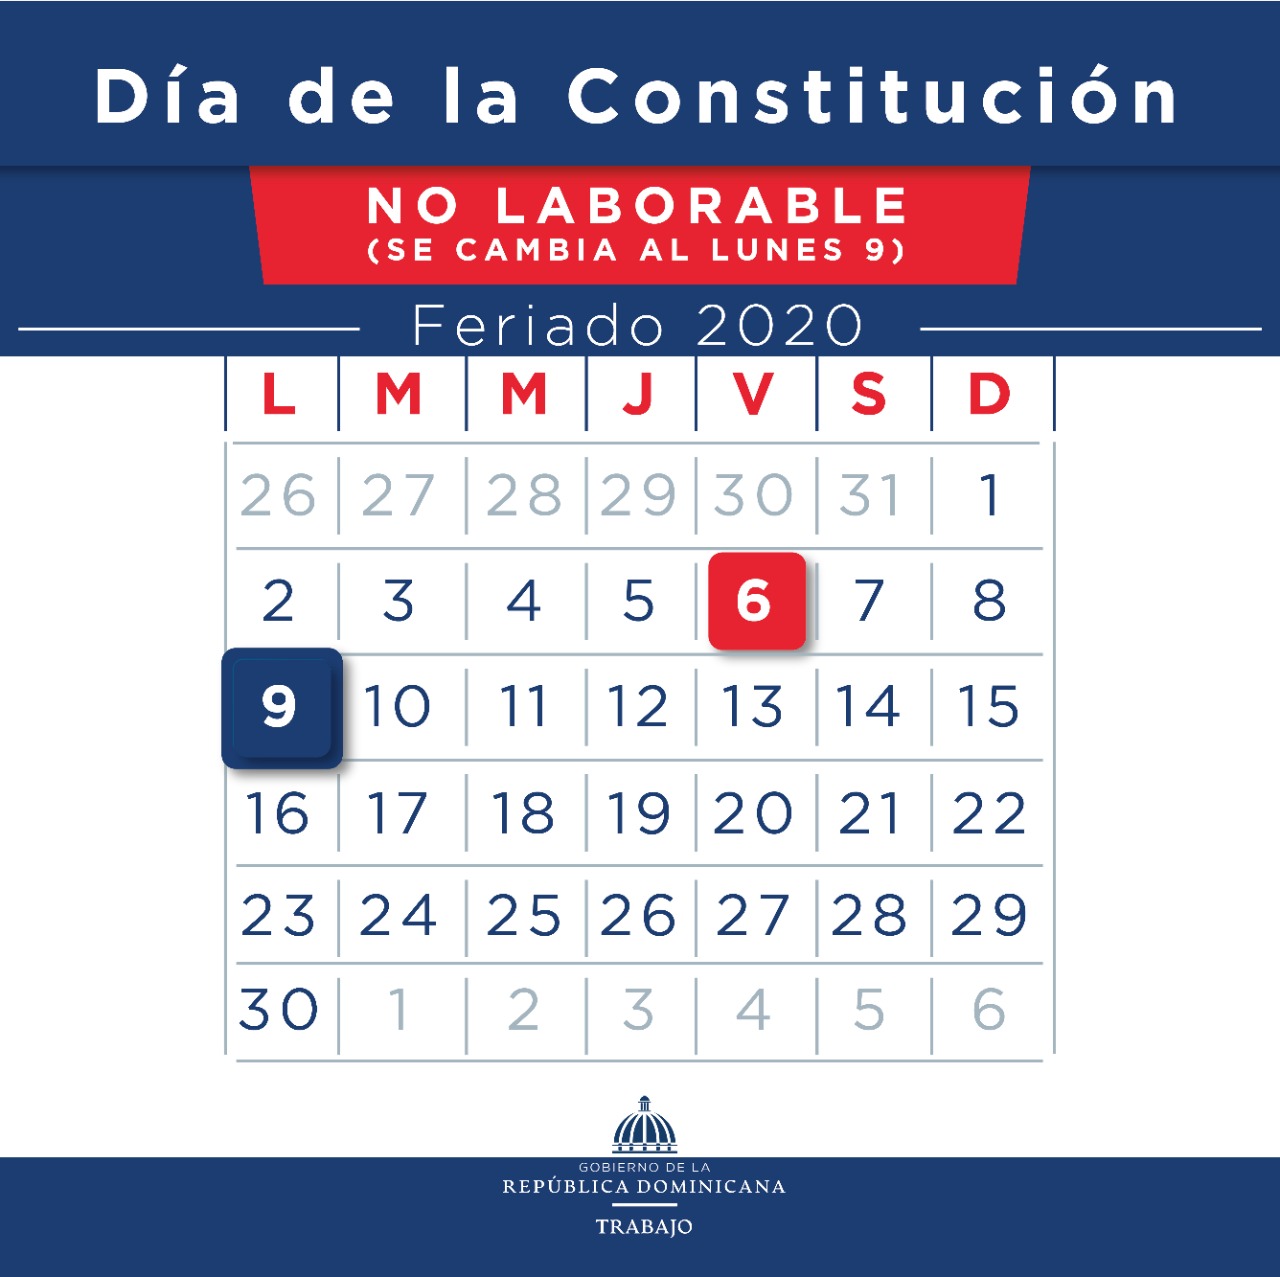 Día de la Constitución
NO LABORABLE
(SE CAMBIA AL LUNES 9)
Feriado 2020
L M M J V S D
26 27 28 29 30 31 1
2 3 4 5 6 7 8
9 10 11 12 13 14 15
16 17 18 19 20 21 22
23 24 25 26 27 28 29
30 1 2 3 4 5 6
GOBIERNO DE LA
REPÚBLICA DOMINICANA
TRABAJO